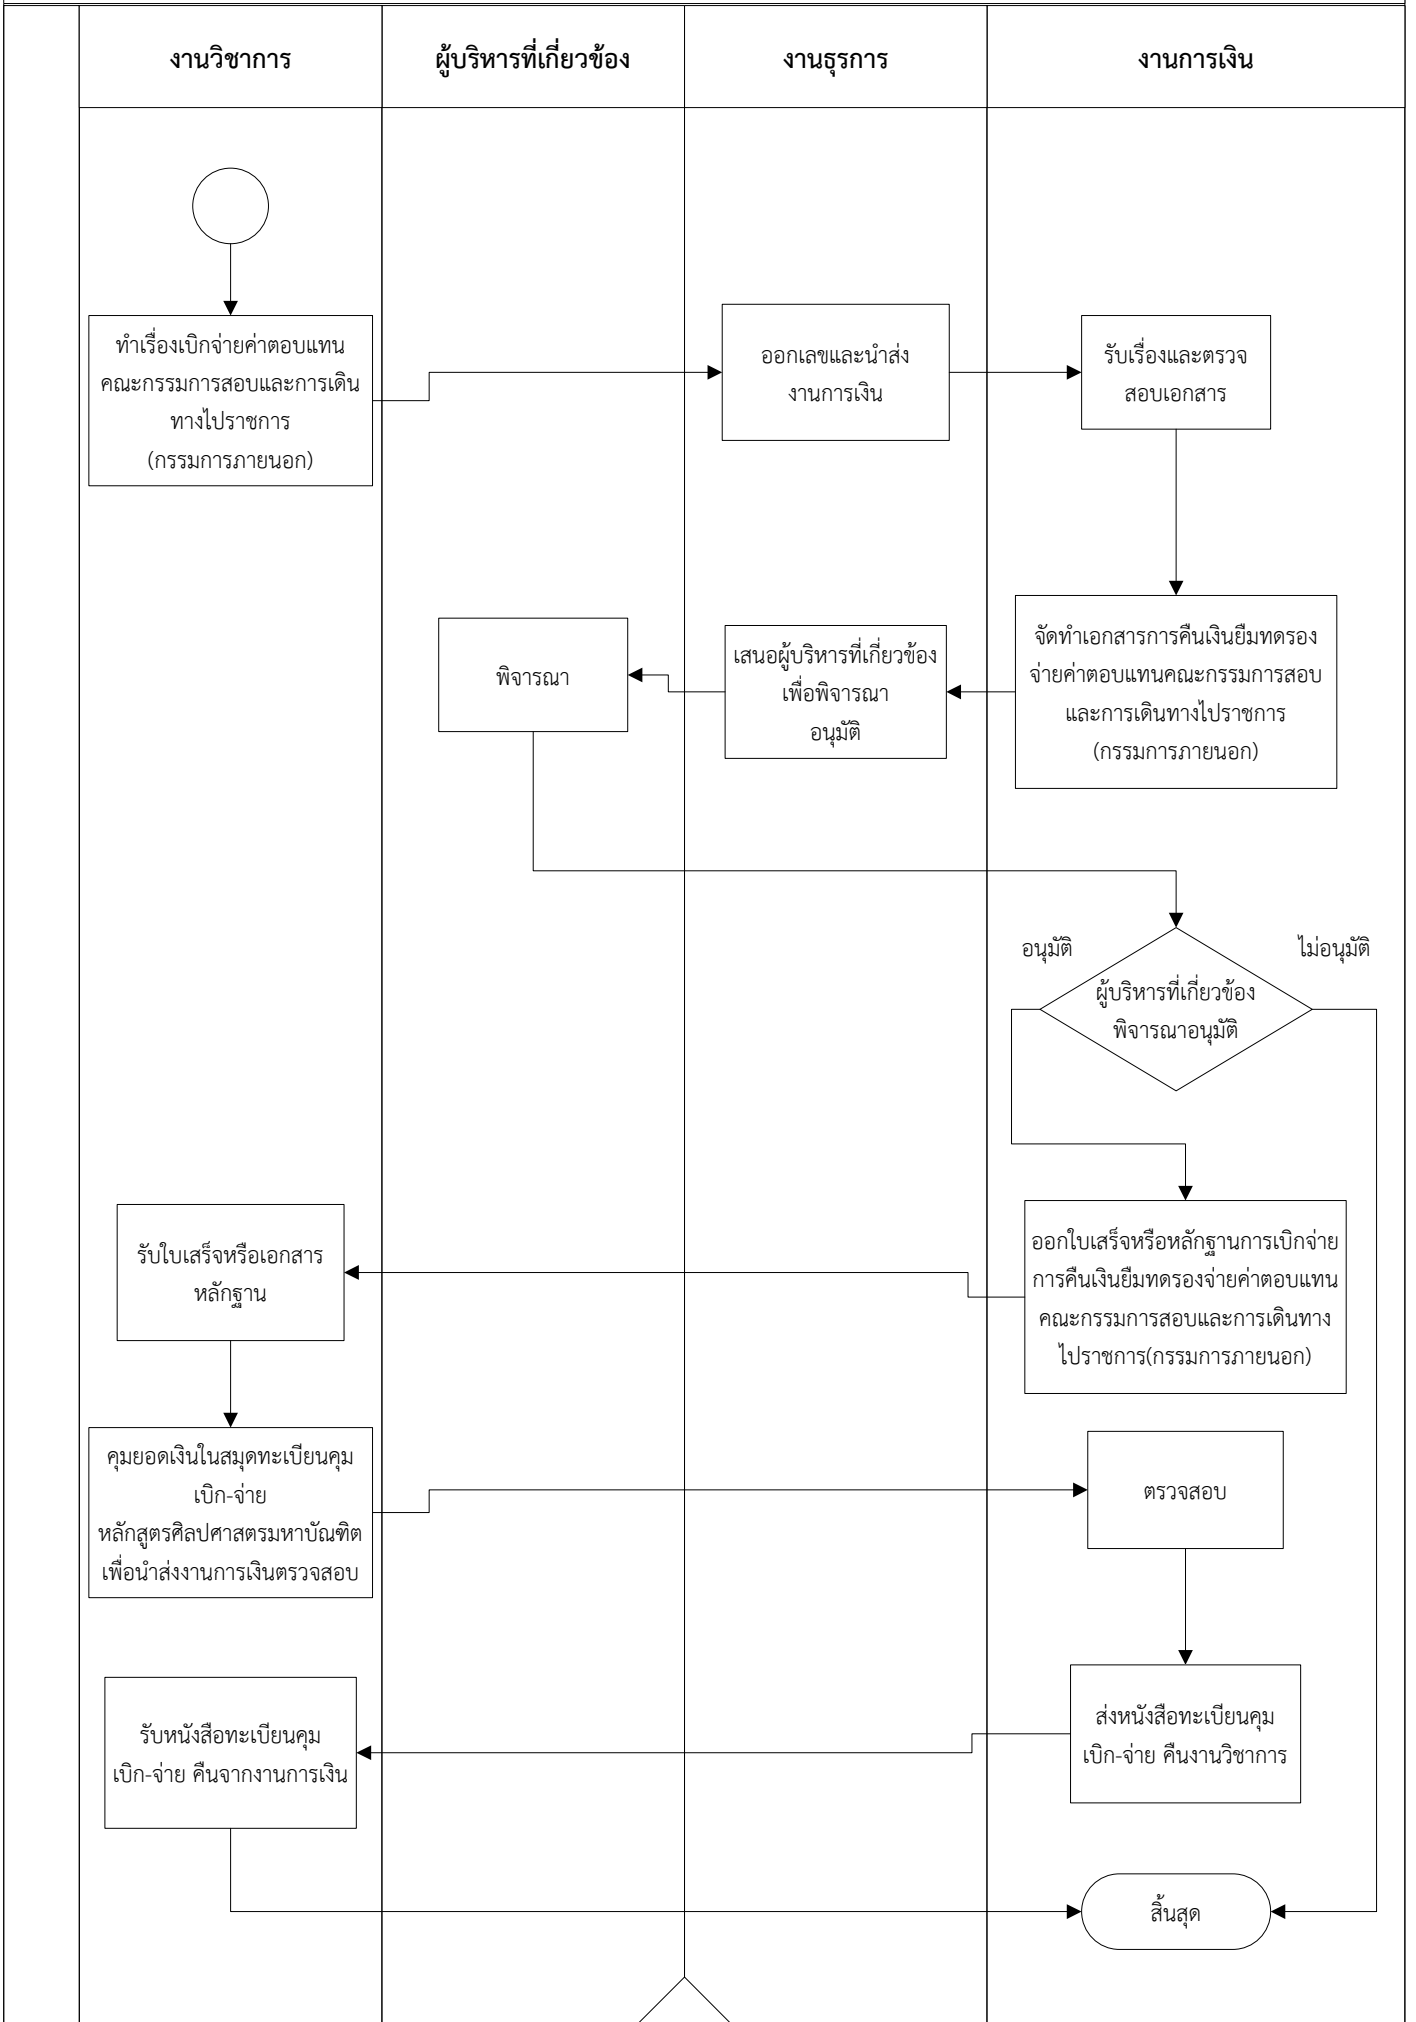 งานวิชาการ
ผู้บริหารที่เกี่ยวข้อง
งานธุรการ
งานการเงิน
ทำเรื่องเบิกจ่ายค่าตอบแทน
คณะกรรมการสอบและการเดิน
ทางไปราชการ
(กรรมการภายนอก)
ออกเลขและนำส่ง
งานการเงิน
รับเรื่องและตรวจ
สอบเอกสาร
พิจารณา
เสนอผู้บริหารที่เกี่ยวข้อง
เพื่อพิจารณา
อนุมัติ
จัดทำเอกสารการคืนเงินยืมทดรอง
จ่ายค่าตอบแทนคณะกรรมการสอบ
และการเดินทางไปราชการ
(กรรมการภายนอก)
อนุมัติ
ไม่อนุมัติ
ผู้บริหารที่เกี่ยวข้อง
พิจารณาอนุมัติ
รับใบเสร็จหรือเอกสาร
หลักฐาน
ออกใบเสร็จหรือหลักฐานการเบิกจ่าย
การคืนเงินยืมทดรองจ่ายค่าตอบแทน
คณะกรรมการสอบและการเดินทาง
ไปราชการ(กรรมการภายนอก)
คุมยอดเงินในสมุดทะเบียนคุม
เบิก-จ่าย
หลักสูตรศิลปศาสตรมหาบัณฑิต
เพื่อนำส่งงานการเงินตรวจสอบ
ตรวจสอบ
รับหนังสือทะเบียนคุม
เบิก-จ่าย คืนจากงานการเงิน
ส่งหนังสือทะเบียนคุม
เบิก-จ่าย คืนงานวิชาการ
สิ้นสุด